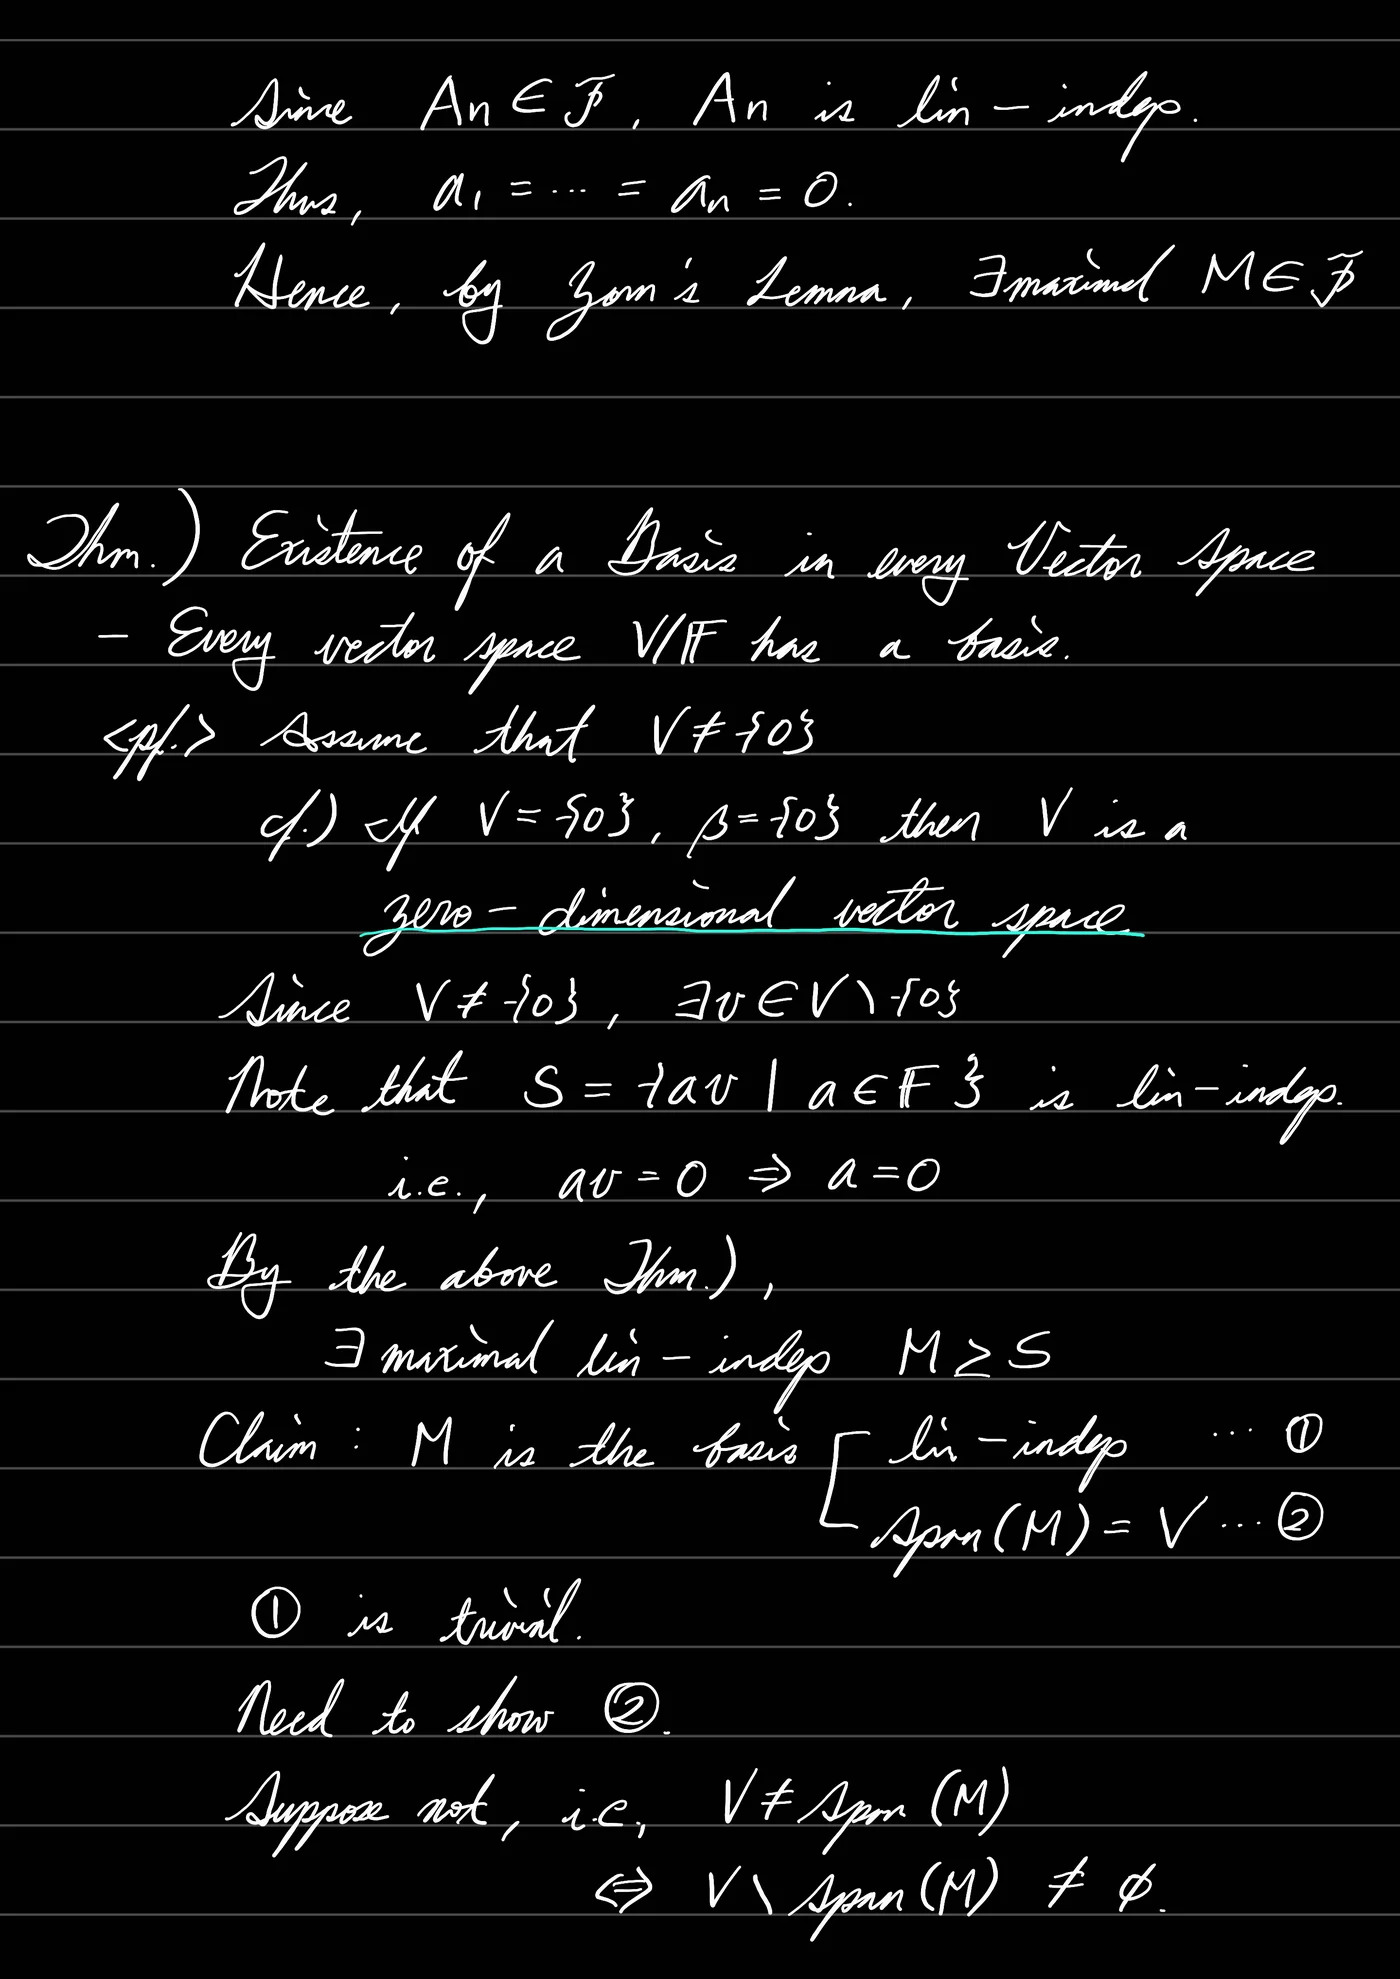 Since An ∈ ℱ, An is lin-indep.
Thus, a₁ = ⋯ = aₙ = 0.
Hence, by Zorn's Lemma, ∃maximal M ∈ ℱ
Thm.) Existence of a Basis in every Vector Space
- Every vector space V/𝔽 has a basis.
<pf.> Assume that V ≠ {0}
cf.) If V = {0}, β = {0} then V is a
zero-dimensional vector space
Since V ≠ {0}, ∃v ∈ V \ {0}
Note that S = {av | a ∈ 𝔽} is lin-indep.
i.e., av = 0 ⇒ a = 0
By the above Thm.),
∃ maximal lin-indep M ≥ S
Claim : M is the basis [ lin-indep ⋯ ①
span(M) = V ⋯ ②
① is trivial.
Need to show ②.
Suppose not, i.e., V ≠ span(M)
⇔ V \ span(M) ≠ ∅.